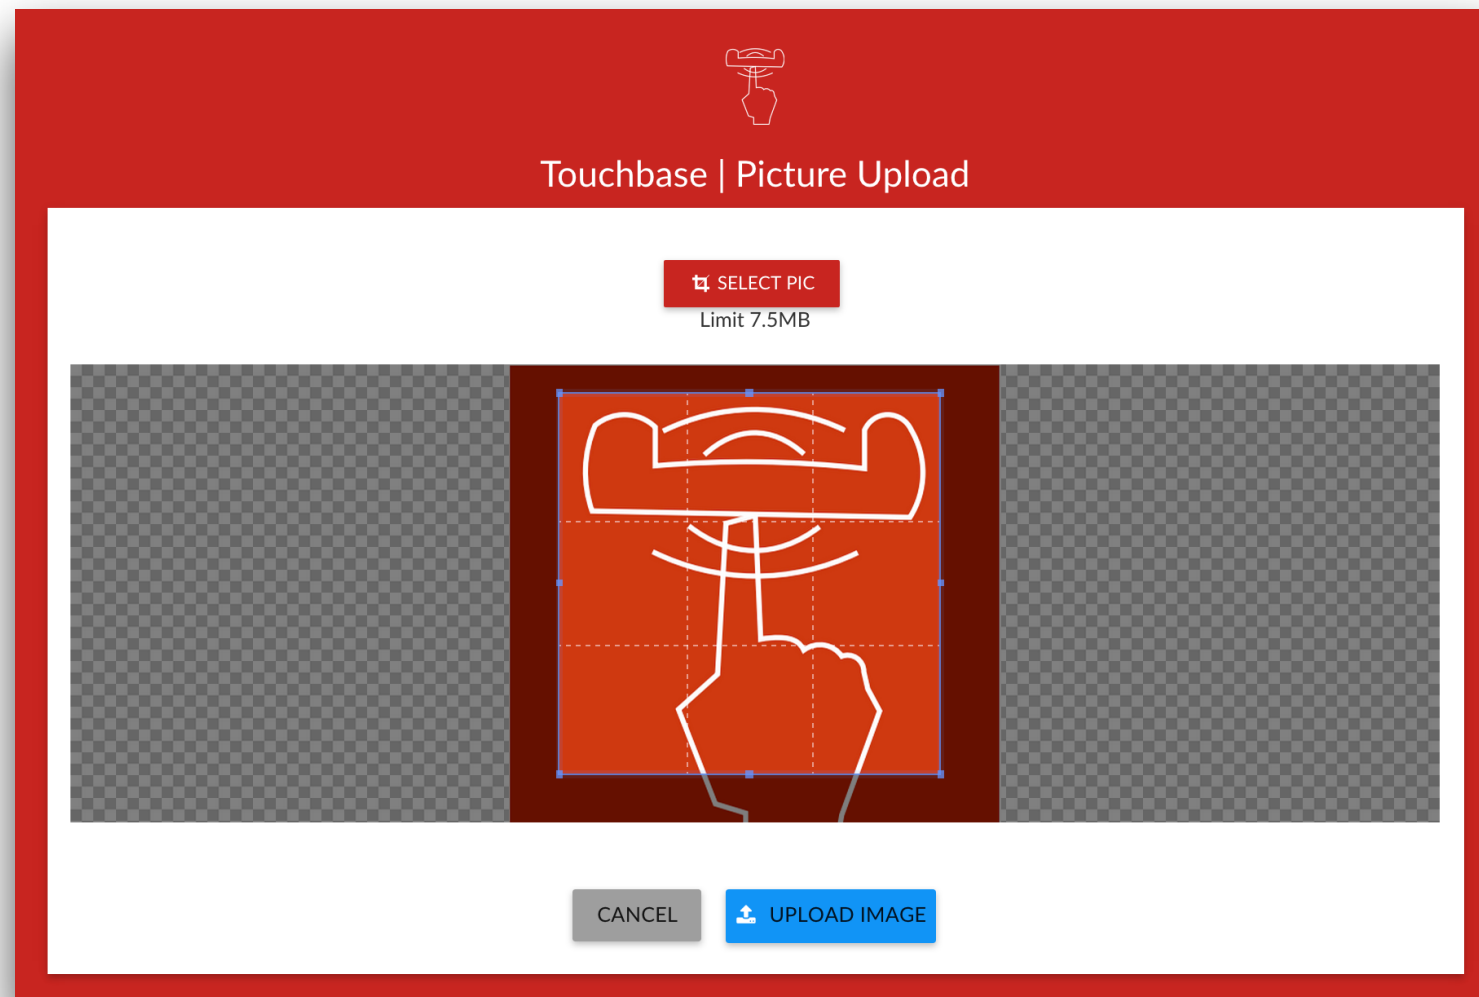 Touchbase | Picture Upload
SELECT PIC
Limit 7.5MB
CANCEL
UPLOAD IMAGE